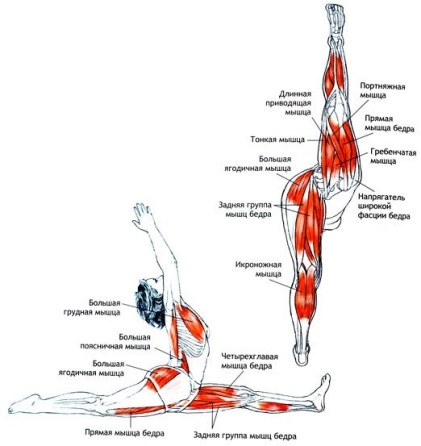 Длинная
приводящая
мышца
Портняжная
мышца
Прямая
мышца бедра
Тонкая мышца
Гребенчатая
мышца
Большая
ягодичная мышца
Напрягатель
широкой
фасции бедра
Задняя группа
мышц бедра
Икроножная
мышца
Большая
грудная мышца
Большая
поясничная мышца
Большая
ягодичная мышца
Четырехглавая
мышца бедра
Прямая мышца бедра
Задняя группа мышц бедра